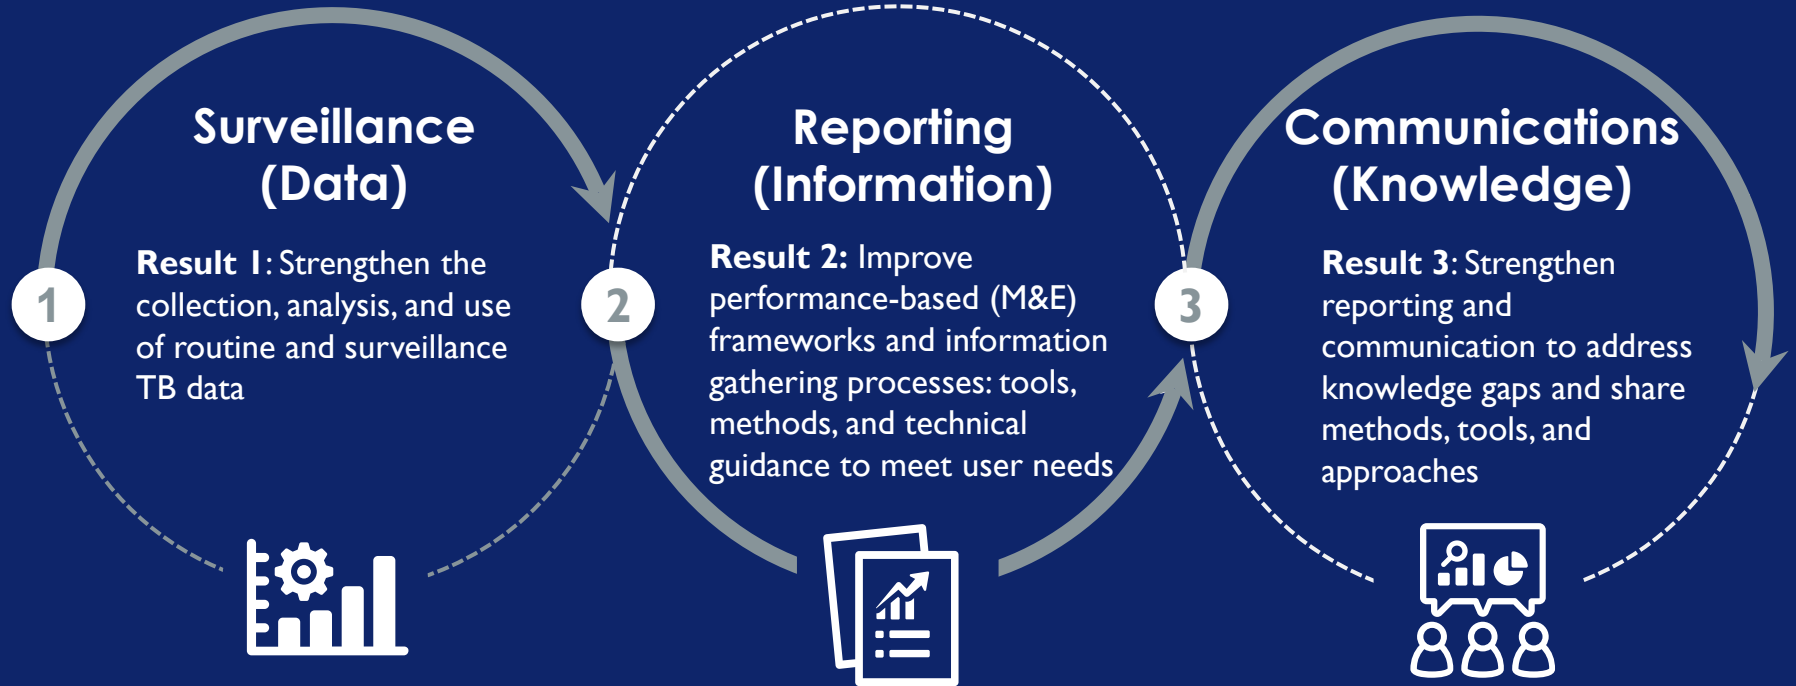 1
Surveillance
(Data)
Result 1: Strengthen the
collection, analysis, and use
of routine and surveillance
TB data
2
Reporting
(Information)
Result 2: Improve
performance-based (M&E)
frameworks and information
gathering processes: tools,
methods, and technical
guidance to meet user needs
3
Communications
(Knowledge)
Result 3: Strengthen
reporting and
communication to address
knowledge gaps and share
methods, tools, and
approaches